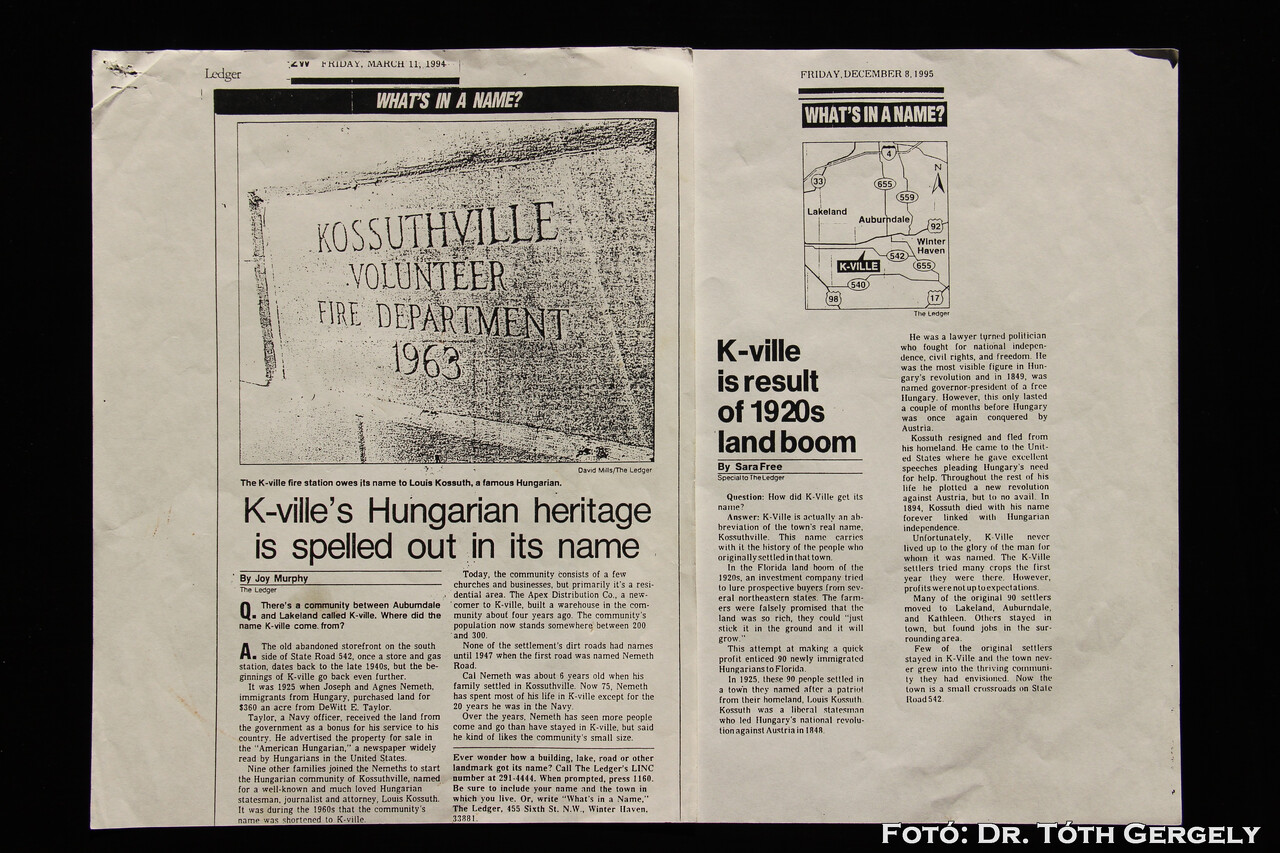 Ledger
2W FRIDAY, MARCH 11, 1994
WHAT'S IN A NAME?
KOSSUTHVILLE
VOLUNTEER
FIRE DEPARTMENT
1963
David Mills/The Ledger
The K-ville fire station owes its name to Louis Kossuth, a famous Hungarian.
K-ville's Hungarian heritage
is spelled out in its name
By Joy Murphy
The Ledger
Q. There's a community between Auburndale
and Lakeland called K-ville. Where did the
name K-ville come from?
A. The old abandoned storefront on the south
side of State Road 542, once a store and gas
station, dates back to the late 1940s, but the be-
ginnings of K-ville go back even further.
It was 1925 when Joseph and Agnes Nemeth,
immigrants from Hungary, purchased land for
$360 an acre from DeWitt E. Taylor.
Taylor, a Navy officer, received the land from
the government as a bonus for his service to his
country. He advertised the property for sale in
the "American Hungarian," a newspaper widely
read by Hungarians in the United States.
Nine other families joined the Nemeths to start
the Hungarian community of Kossuthville, named
for a well-known and much loved Hungarian
statesman, journalist and attorney, Louis Kossuth.
It was during the 1960s that the community's
name was shortened to K-ville.
Today, the community consists of a few
churches and businesses, but primarily it's a resi-
dential area. The Apex Distribution Co., a new-
comer to K-ville, built a warehouse in the com-
munity about four years ago. The community's
population now stands somewhere between 200
and 300.
None of the settlement's dirt roads had names
until 1947 when the first road was named Nemeth
Road.
Cal Nemeth was about 6 years old when his
family settled in Kossuthville. Now 75, Nemeth
has spent most of his life in K-ville except for the
20 years he was in the Navy.
Over the years, Nemeth has seen more people
come and go than have stayed in K-ville, but said
he kind of likes the community's small size.
Ever wonder how a building, lake, road or other
landmark got its name? Call The Ledger's LINC
number at 291-4444. When prompted, press 1160.
Be sure to include your name and the town in
which you live. Or, write "What's in a Name,"
The Ledger, 455 Sixth St. N.W., Winter Haven,
33881.
FRIDAY, DECEMBER 8, 1995
WHAT'S IN A NAME?
4
N
33
655
559
Lakeland
Auburndale
92
Winter
Haven
542
K-VILLE
655
540
98
17
The Ledger
K-ville
is result
of 1920s
land boom
By Sara Free
Special to The Ledger
Question: How did K-Ville get its
name?
Answer: K-Ville is actually an ab-
breviation of the town's real name,
Kossuthville. This name carries
with it the history of the people who
originally settled in that town.
In the Florida land boom of the
1920s, an investment company tried
to lure prospective buyers from sev-
eral northeastern states. The farm-
ers were falsely promised that the
land was so rich, they could "just
stick it in the ground and it will
grow."
This attempt at making a quick
profit enticed 90 newly immigrated
Hungarians to Florida.
In 1925, these 90 people settled in
a town they named after a patriot
from their homeland, Louis Kossuth.
Kossuth was a liberal statesman
who led Hungary's national revolu-
tion against Austria in 1848.
He was a lawyer turned politician
who fought for national indepen-
dence, civil rights, and freedom. He
was the most visible figure in Hun-
gary's revolution and in 1849, was
named governor-president of a free
Hungary. However, this only lasted
a couple of months before Hungary
was once again conquered by
Austria.
Kossuth resigned and fled from
his homeland. He came to the Unit-
ed States where he gave excellent
speeches pleading Hungary's need
for help. Throughout the rest of his
life he plotted a new revolution
against Austria, but to no avail. In
1894, Kossuth died with his name
forever linked with Hungarian
independence.
Unfortunately, K-Ville never
lived up to the glory of the man for
whom it was named. The K-Ville
settlers tried many crops the first
year they were there. However,
profits were not up to expectations.
Many of the original 90 settlers
moved to Lakeland, Auburndale,
and Kathleen. Others stayed in
town, but found jobs in the sur-
rounding area.
Few of the original settlers
stayed in K-Ville and the town nev-
er grew into the thriving communi-
ty they had envisioned. Now the
town is a small crossroads on State
Road 542.
FOTÓ: DR. TÓTH GERGELY